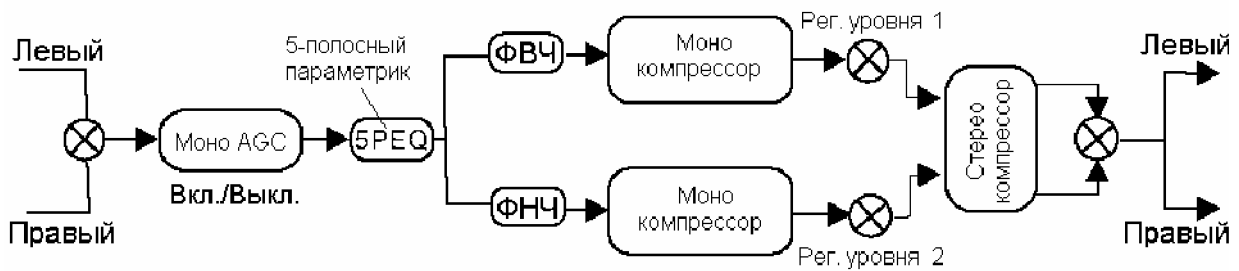 Левый
Правый
Моно AGC
Вкл./Выкл.
5-полосный
параметрик
5PEQ
ФВЧ
Моно
компрессор
Рег. уровня 1
ФНЧ
Моно
компрессор
Рег. уровня 2
Стерео
компрессор
Левый
Правый